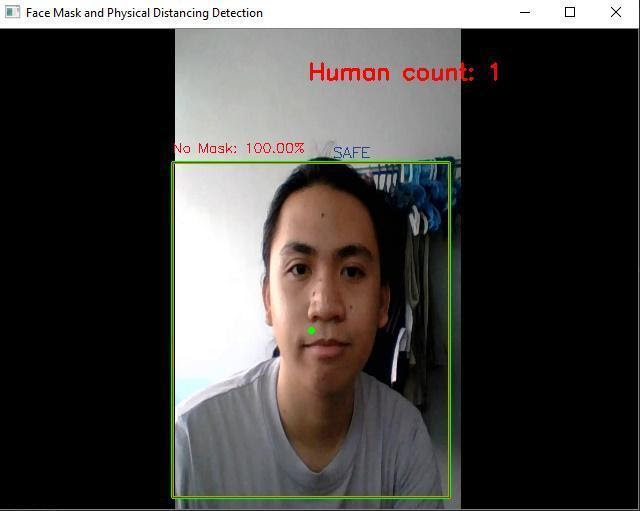 Face Mask and Physical Distancing Detection
Human count: 1
No Mask: 100.00% SAFE